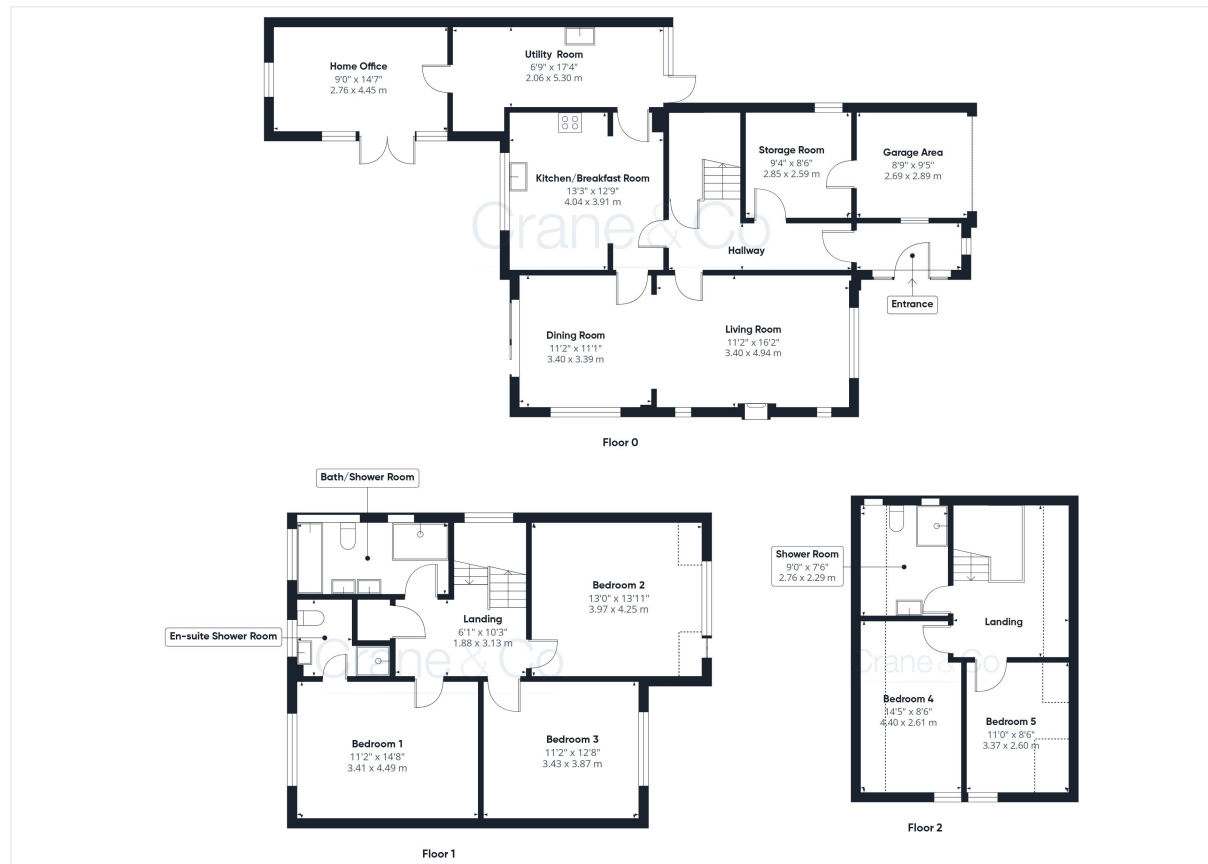 Home Office
9'0" x 14'7"
2.76 x 4.45 m
Utility Room
6'9" x 17'4"
2.06 x 5.30 m
Kitchen/Breakfast Room
13'3" x 12'9"
4.04 x 3.91 m
Storage Room
9'4" x 8'6"
2.85 x 2.59 m
Garage Area
8'9" x 9'5"
2.69 x 2.89 m
Crane & Co
Hallway
Entrance
Dining Room
11'2" x 11'1"
3.40 x 3.39 m
Living Room
11'2" x 16'2"
3.40 x 4.94 m
Floor 0
Bath/Shower Room
En-suite Shower Room
Landing
6'1" x 10'3"
1.88 x 3.13 m
Bedroom 2
13'0" x 13'11"
3.97 x 4.25 m
Crane & Co
Bedroom 1
11'2" x 14'8"
3.41 x 4.49 m
Bedroom 3
11'2" x 12'8"
3.43 x 3.87 m
Floor 1
Shower Room
9'0" x 7'6"
2.76 x 2.29 m
Landing
Crane & Co
Bedroom 4
14'5" x 8'6"
4.40 x 2.61 m
Bedroom 5
11'0" x 8'6"
3.37 x 2.60 m
Floor 2